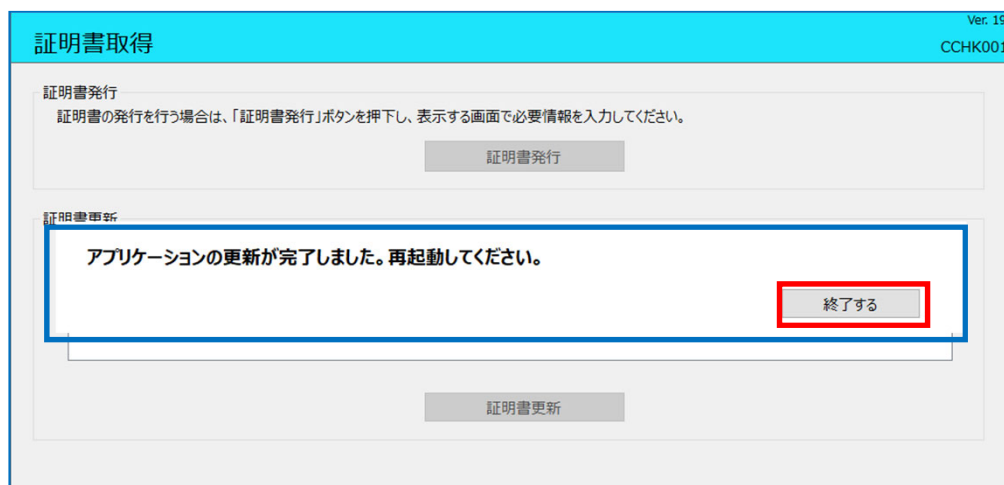 Ver. 19
証明書取得
CCHK001
証明書発行
証明書の発行を行う場合は、「証明書発行」ボタンを押下し、表示する画面で必要情報を入力してください。
証明書発行
証明書更新
アプリケーションの更新が完了しました。再起動してください。
終了する
証明書更新